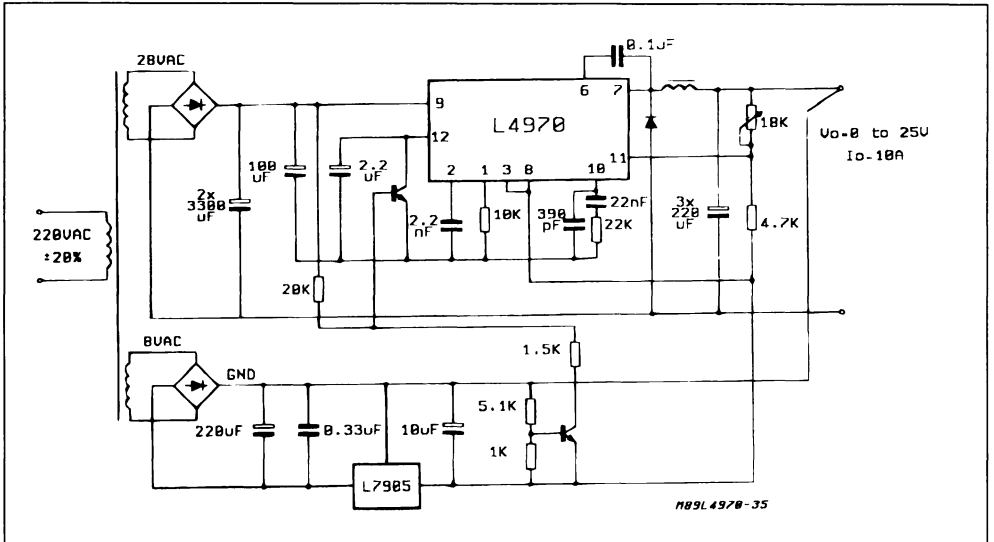 28VAC
0.1uF
6
7
9
L4970
12
18K
Vo=0 to 25V
Io=10A
11
2
1
3
8
10
100
uF
2.2
uF
2x
3300
uF
2.2
nF
10K
390
pF
22nF
22K
3x
220
uF
4.7K
220VAC
±20%
20K
8VAC
GND
1.5K
5.1K
220uF
0.33uF
10uF
1K
L7905
M89L4970-35